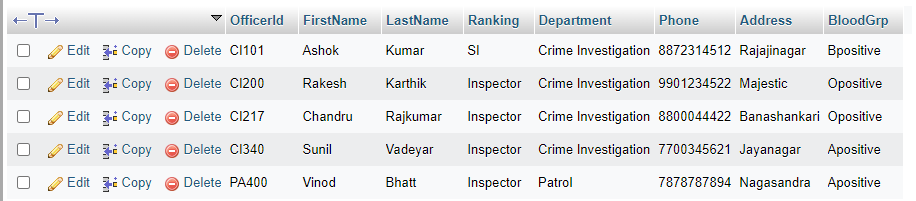 OfficerId FirstName LastName Ranking Department Phone Address BloodGrp
Edit Copy Delete CI101 Ashok Kumar SI Crime Investigation 8872314512 Rajajinagar Bpositive
Edit Copy Delete CI200 Rakesh Karthik Inspector Crime Investigation 9901234522 Majestic Opositive
Edit Copy Delete CI217 Chandru Rajkumar Inspector Crime Investigation 8800044422 Banashankari Opositive
Edit Copy Delete CI340 Sunil Vadeyar Inspector Crime Investigation 7700345621 Jayanagar Apositive
Edit Copy Delete PA400 Vinod Bhatt Inspector Patrol 7878787894 Nagasandra Apositive